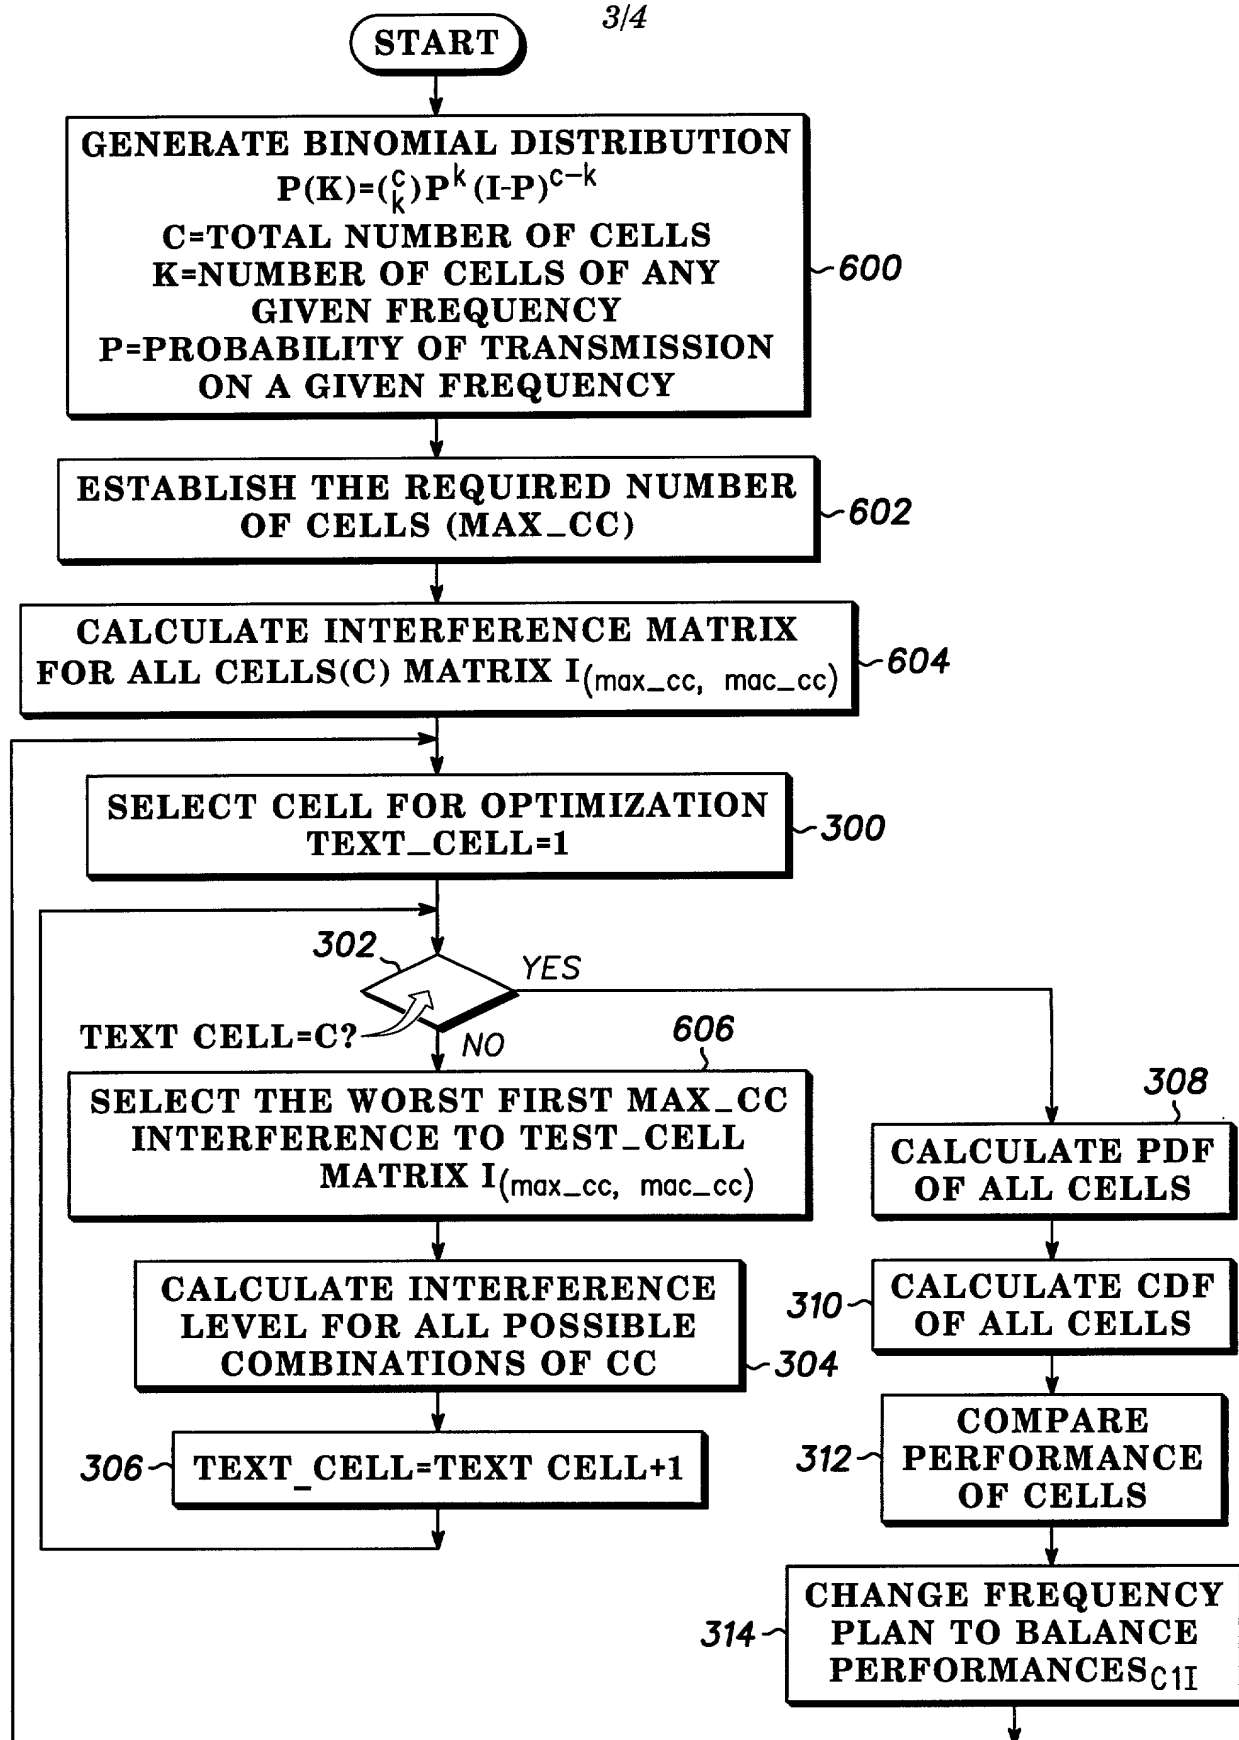 3/4
START
GENERATE BINOMIAL DISTRIBUTION
P(K)=(c k)P^k (I-P)^c-k
C=TOTAL NUMBER OF CELLS
K=NUMBER OF CELLS OF ANY
GIVEN FREQUENCY
P=PROBABILITY OF TRANSMISSION
ON A GIVEN FREQUENCY
600
ESTABLISH THE REQUIRED NUMBER
OF CELLS (MAX_CC)
602
CALCULATE INTERFERENCE MATRIX
FOR ALL CELLS(C) MATRIX I(max_cc, mac_cc)
604
SELECT CELL FOR OPTIMIZATION
TEXT_CELL=1
300
302
YES
TEXT CELL=C?
NO
606
SELECT THE WORST FIRST MAX_CC
INTERFERENCE TO TEST_CELL
MATRIX I(max_cc, mac_cc)
CALCULATE INTERFERENCE
LEVEL FOR ALL POSSIBLE
COMBINATIONS OF CC
304
306
TEXT_CELL=TEXT CELL+1
308
CALCULATE PDF
OF ALL CELLS
310
CALCULATE CDF
OF ALL CELLS
312
COMPARE
PERFORMANCE
OF CELLS
314
CHANGE FREQUENCY
PLAN TO BALANCE
PERFORMANCES C1I